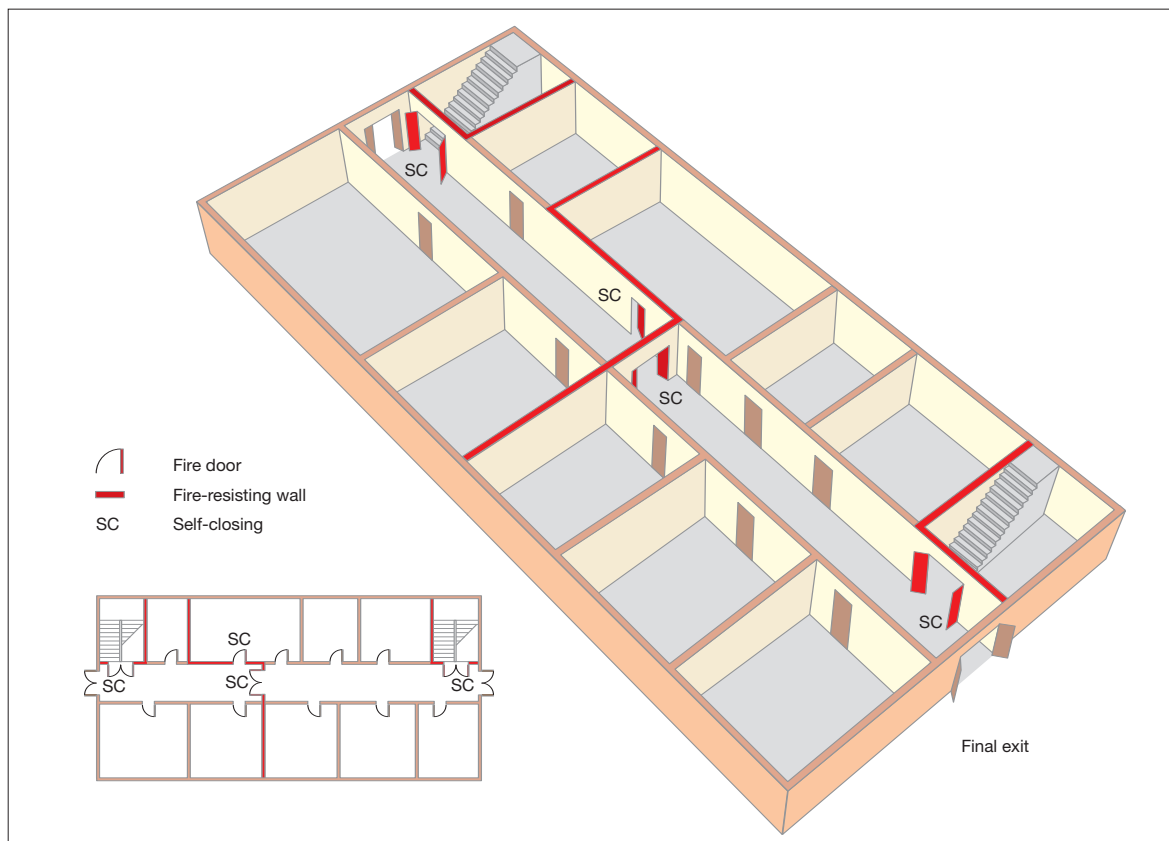 SC
SC
SC
Fire door
Fire-resisting wall
SC Self-closing
SC
SC
SC SC SC
Final exit